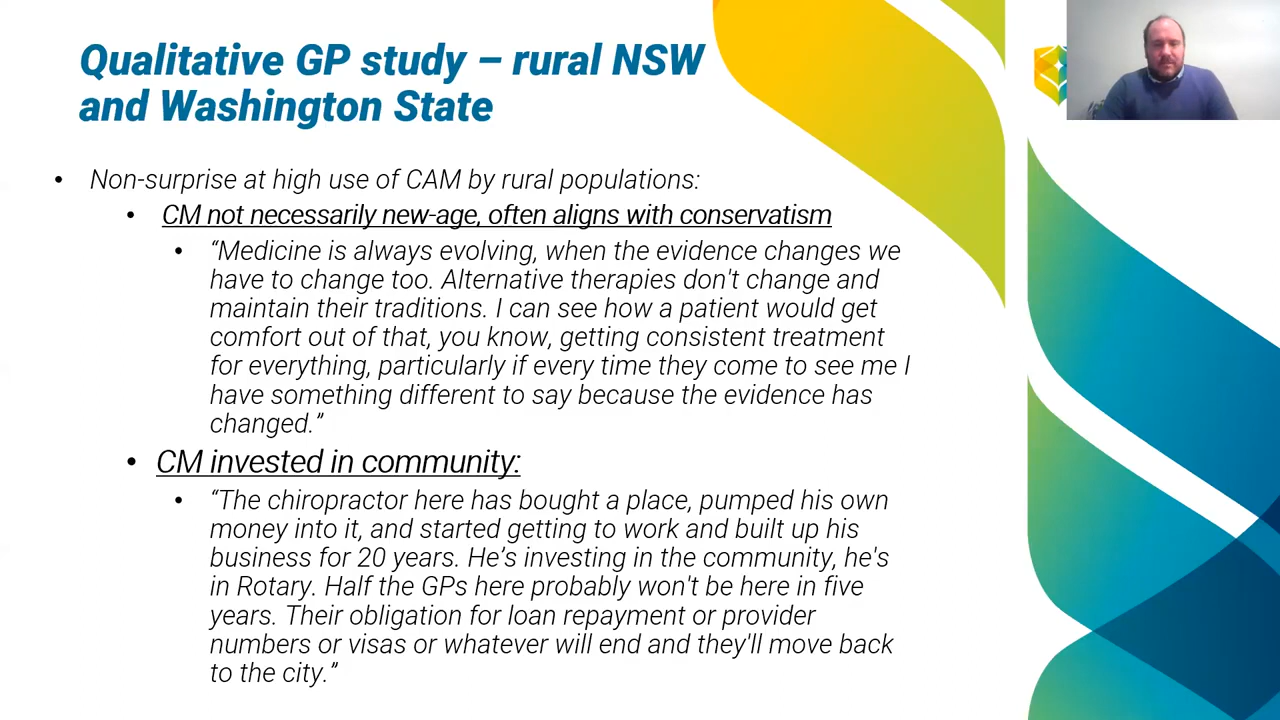 Qualitative GP study – rural NSW
and Washington State
• Non-surprise at high use of CAM by rural populations:
• CM not necessarily new-age, often aligns with conservatism
• “Medicine is always evolving, when the evidence changes we
have to change too. Alternative therapies don't change and
maintain their traditions. I can see how a patient would get
comfort out of that, you know, getting consistent treatment
for everything, particularly if every time they come to see me I
have something different to say because the evidence has
changed.”
• CM invested in community:
• “The chiropractor here has bought a place, pumped his own
money into it, and started getting to work and built up his
business for 20 years. He’s investing in the community, he's
in Rotary. Half the GPs here probably won't be here in five
years. Their obligation for loan repayment or provider
numbers or visas or whatever will end and they'll move back
to the city.”